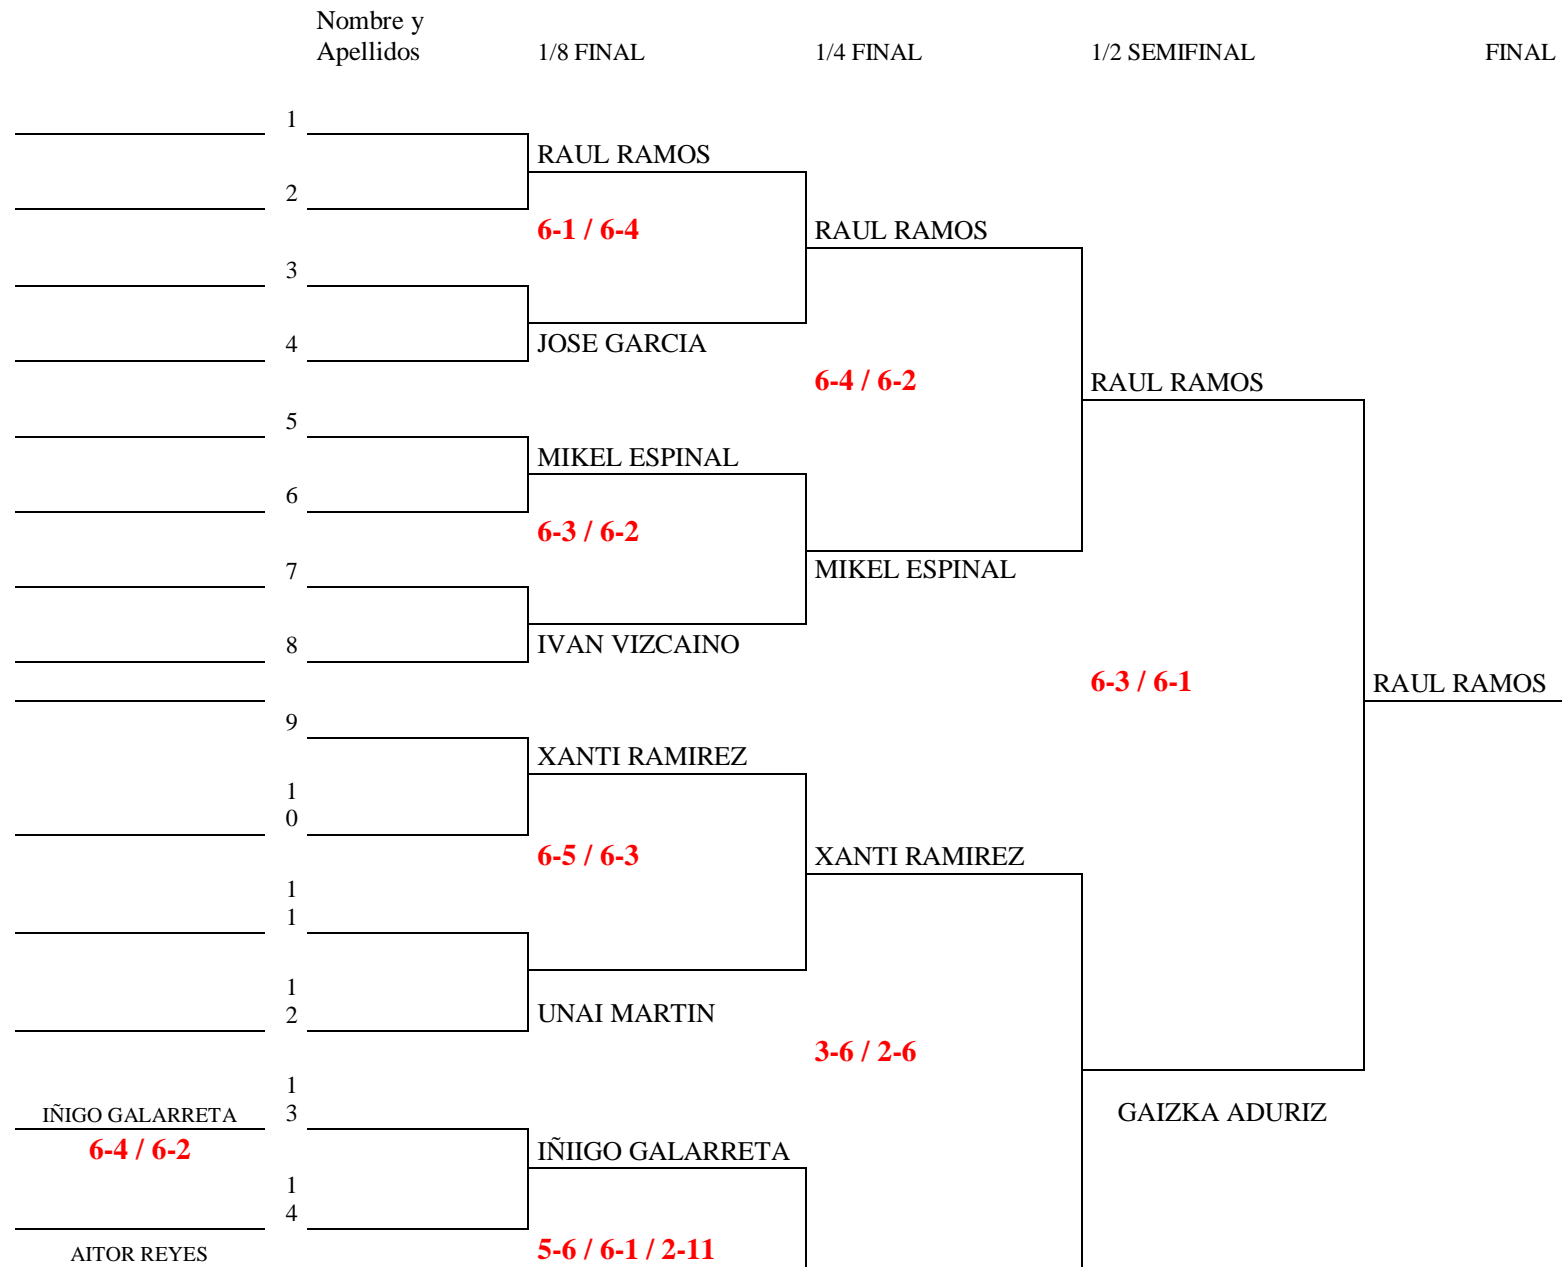 Nombre y
Apellidos
1/8 FINAL
1/4 FINAL
1/2 SEMIFINAL
FINAL
1
RAUL RAMOS
2
6-1 / 6-4
RAUL RAMOS
3
4
JOSE GARCIA
6-4 / 6-2
RAUL RAMOS
5
MIKEL ESPINAL
6
6-3 / 6-2
7
MIKEL ESPINAL
8
IVAN VIZCAINO
6-3 / 6-1
RAUL RAMOS
9
XANTI RAMIREZ
1
0
6-5 / 6-3
XANTI RAMIREZ
1
1
1
2
UNAI MARTIN
3-6 / 2-6
1
3
IÑIGO GALARRETA
GAIZKA ADURIZ
6-4 / 6-2
IÑIIGO GALARRETA
1
4
AITOR REYES
5-6 / 6-1 / 2-11